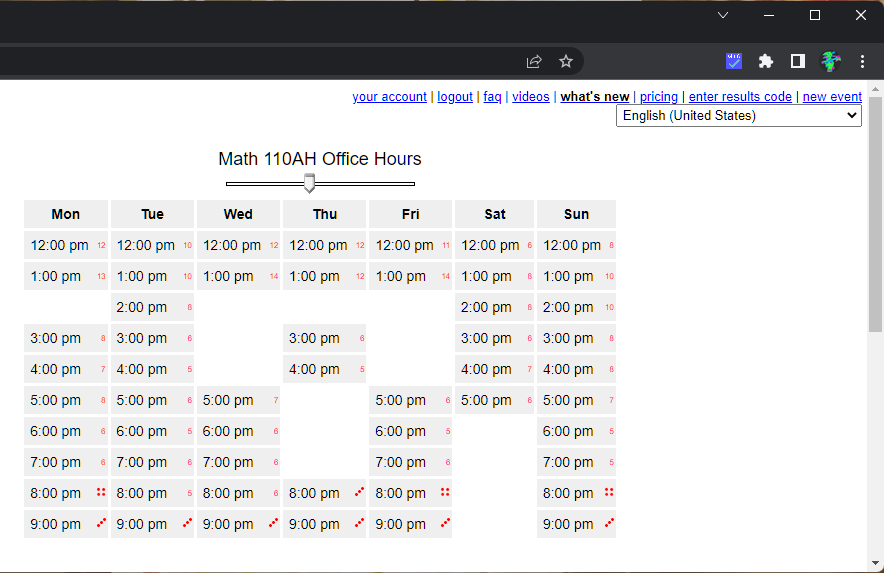 your account | logout | faq | videos | what's new | pricing | enter results code | new event
English (United States)
Math 110AH Office Hours
Mon Tue Wed Thu Fri Sat Sun
12:00 pm 12 12:00 pm 10 12:00 pm 12 12:00 pm 12 12:00 pm 11 12:00 pm 6 12:00 pm 8
1:00 pm 13 1:00 pm 10 1:00 pm 14 1:00 pm 12 1:00 pm 14 1:00 pm 8 1:00 pm 10
2:00 pm 8 2:00 pm 8 2:00 pm 10
3:00 pm 8 3:00 pm 6 3:00 pm 6 3:00 pm 6 3:00 pm 8
4:00 pm 7 4:00 pm 5 4:00 pm 5 4:00 pm 7 4:00 pm 8
5:00 pm 8 5:00 pm 6 5:00 pm 7 5:00 pm 6 5:00 pm 6 5:00 pm 7
6:00 pm 6 6:00 pm 5 6:00 pm 6 6:00 pm 5 6:00 pm 5
7:00 pm 6 7:00 pm 6 7:00 pm 6 7:00 pm 6 7:00 pm 5
8:00 pm 8:00 pm 5 8:00 pm 6 8:00 pm 8:00 pm 8:00 pm
9:00 pm 9:00 pm 9:00 pm 9:00 pm 9:00 pm 9:00 pm